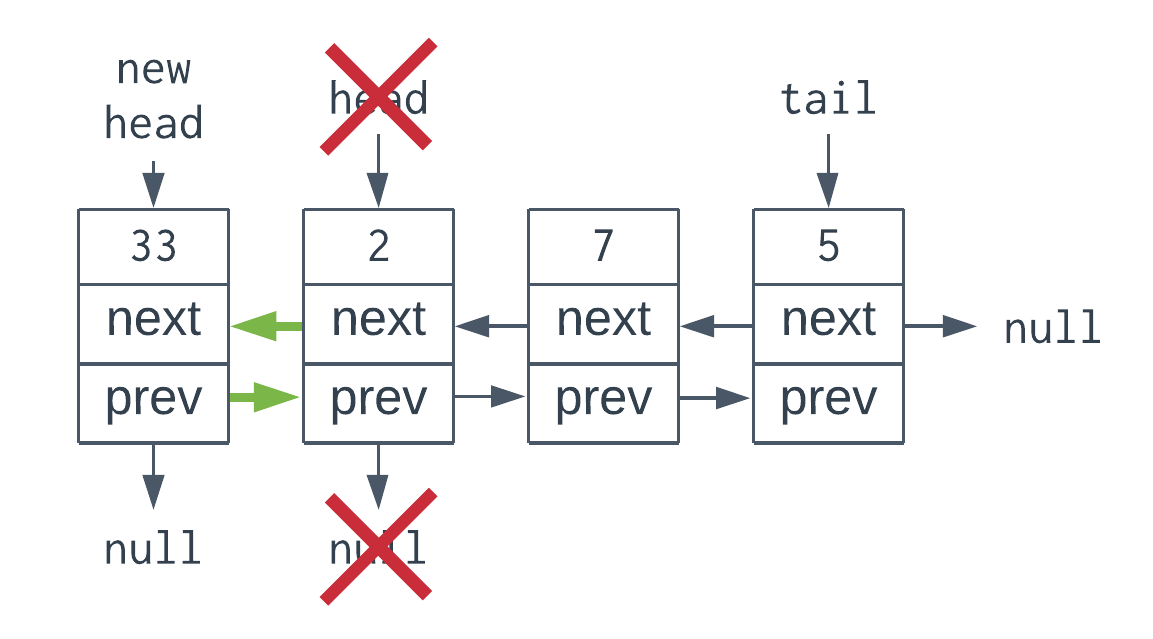 new
head
head
tail
33
2
7
5
next
next
next
next
null
prev
prev
prev
prev
null
null